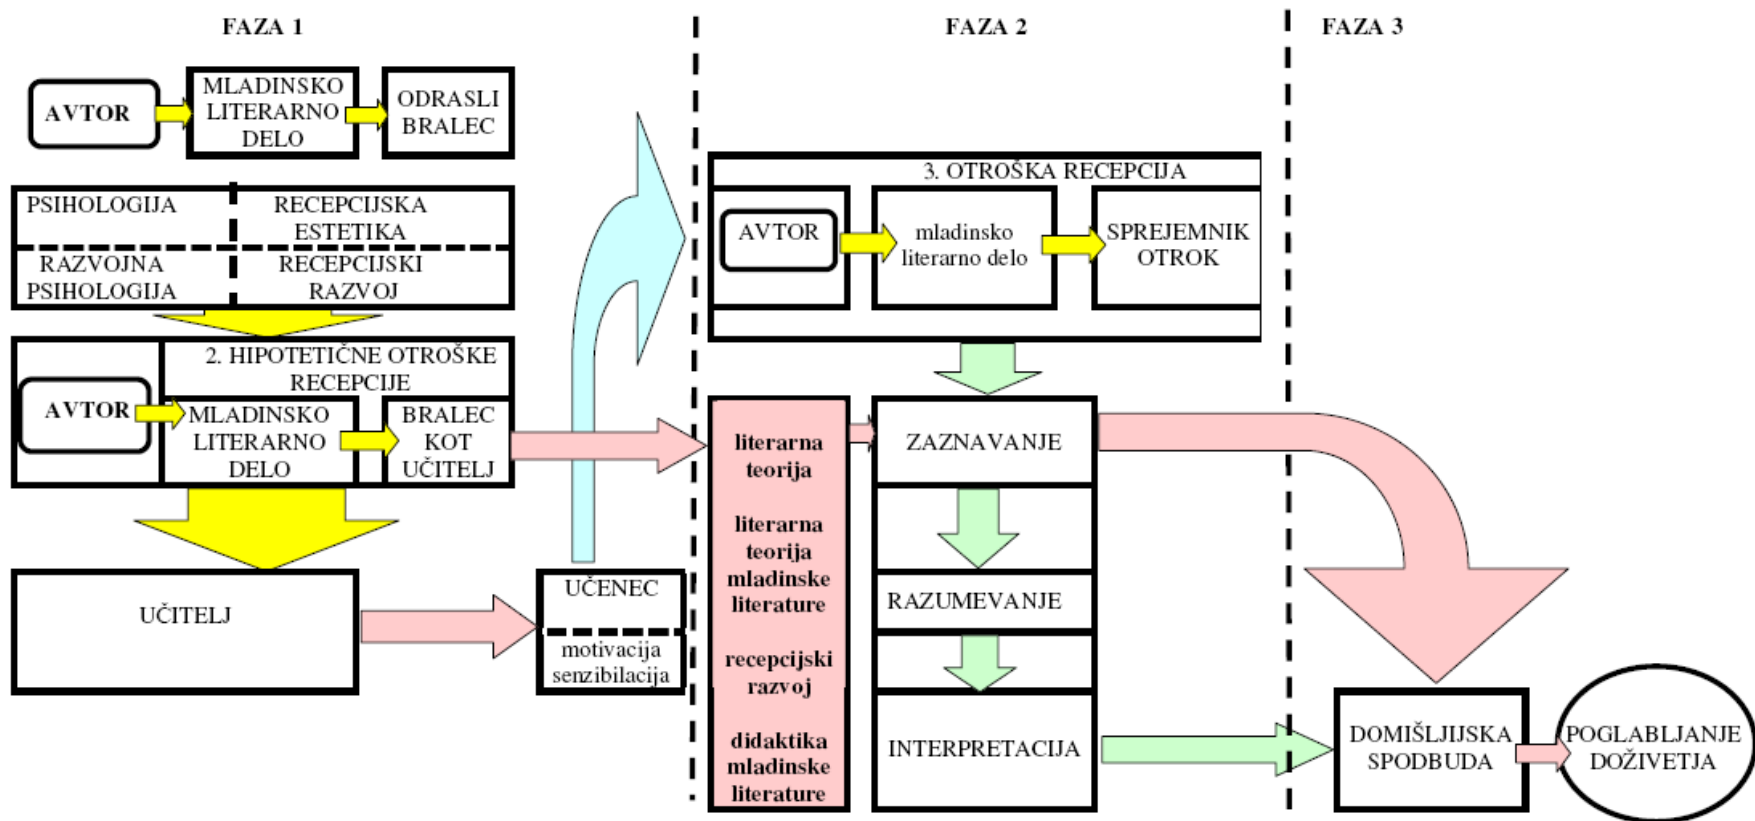 FAZA 1
AVTOR
MLADINSKO
LITERARNO
DELO
ODRASLI
BRALEC
PSIHOLOGIJA
RECEPCIJSKA
ESTETIKA
RAZVOJNA
PSIHOLOGIJA
RECEPCIJSKI
RAZVOJ
2. HIPOTETIČNE OTROŠKE
RECEPCIJE
AVTOR
MLADINSKO
LITERARNO
DELO
BRALEC
KOT
UČITELJ
UČITELJ
UČENEC
motivacija
senzibilacija
FAZA 2
3. OTROŠKA RECEPCIJA
AVTOR
mladinsko
literarno delo
SPREJEMNIK
OTROK
literarna
teorija
literarna
teorija
mladinske
literature
recepcijski
razvoj
didaktika
mladinske
literature
ZAZNAVANJE
RAZUMEVANJE
INTERPRETACIJA
FAZA 3
DOMIŠLJIJSKA
SPODBUDA
POGLABLJANJE
DOŽIVETJA